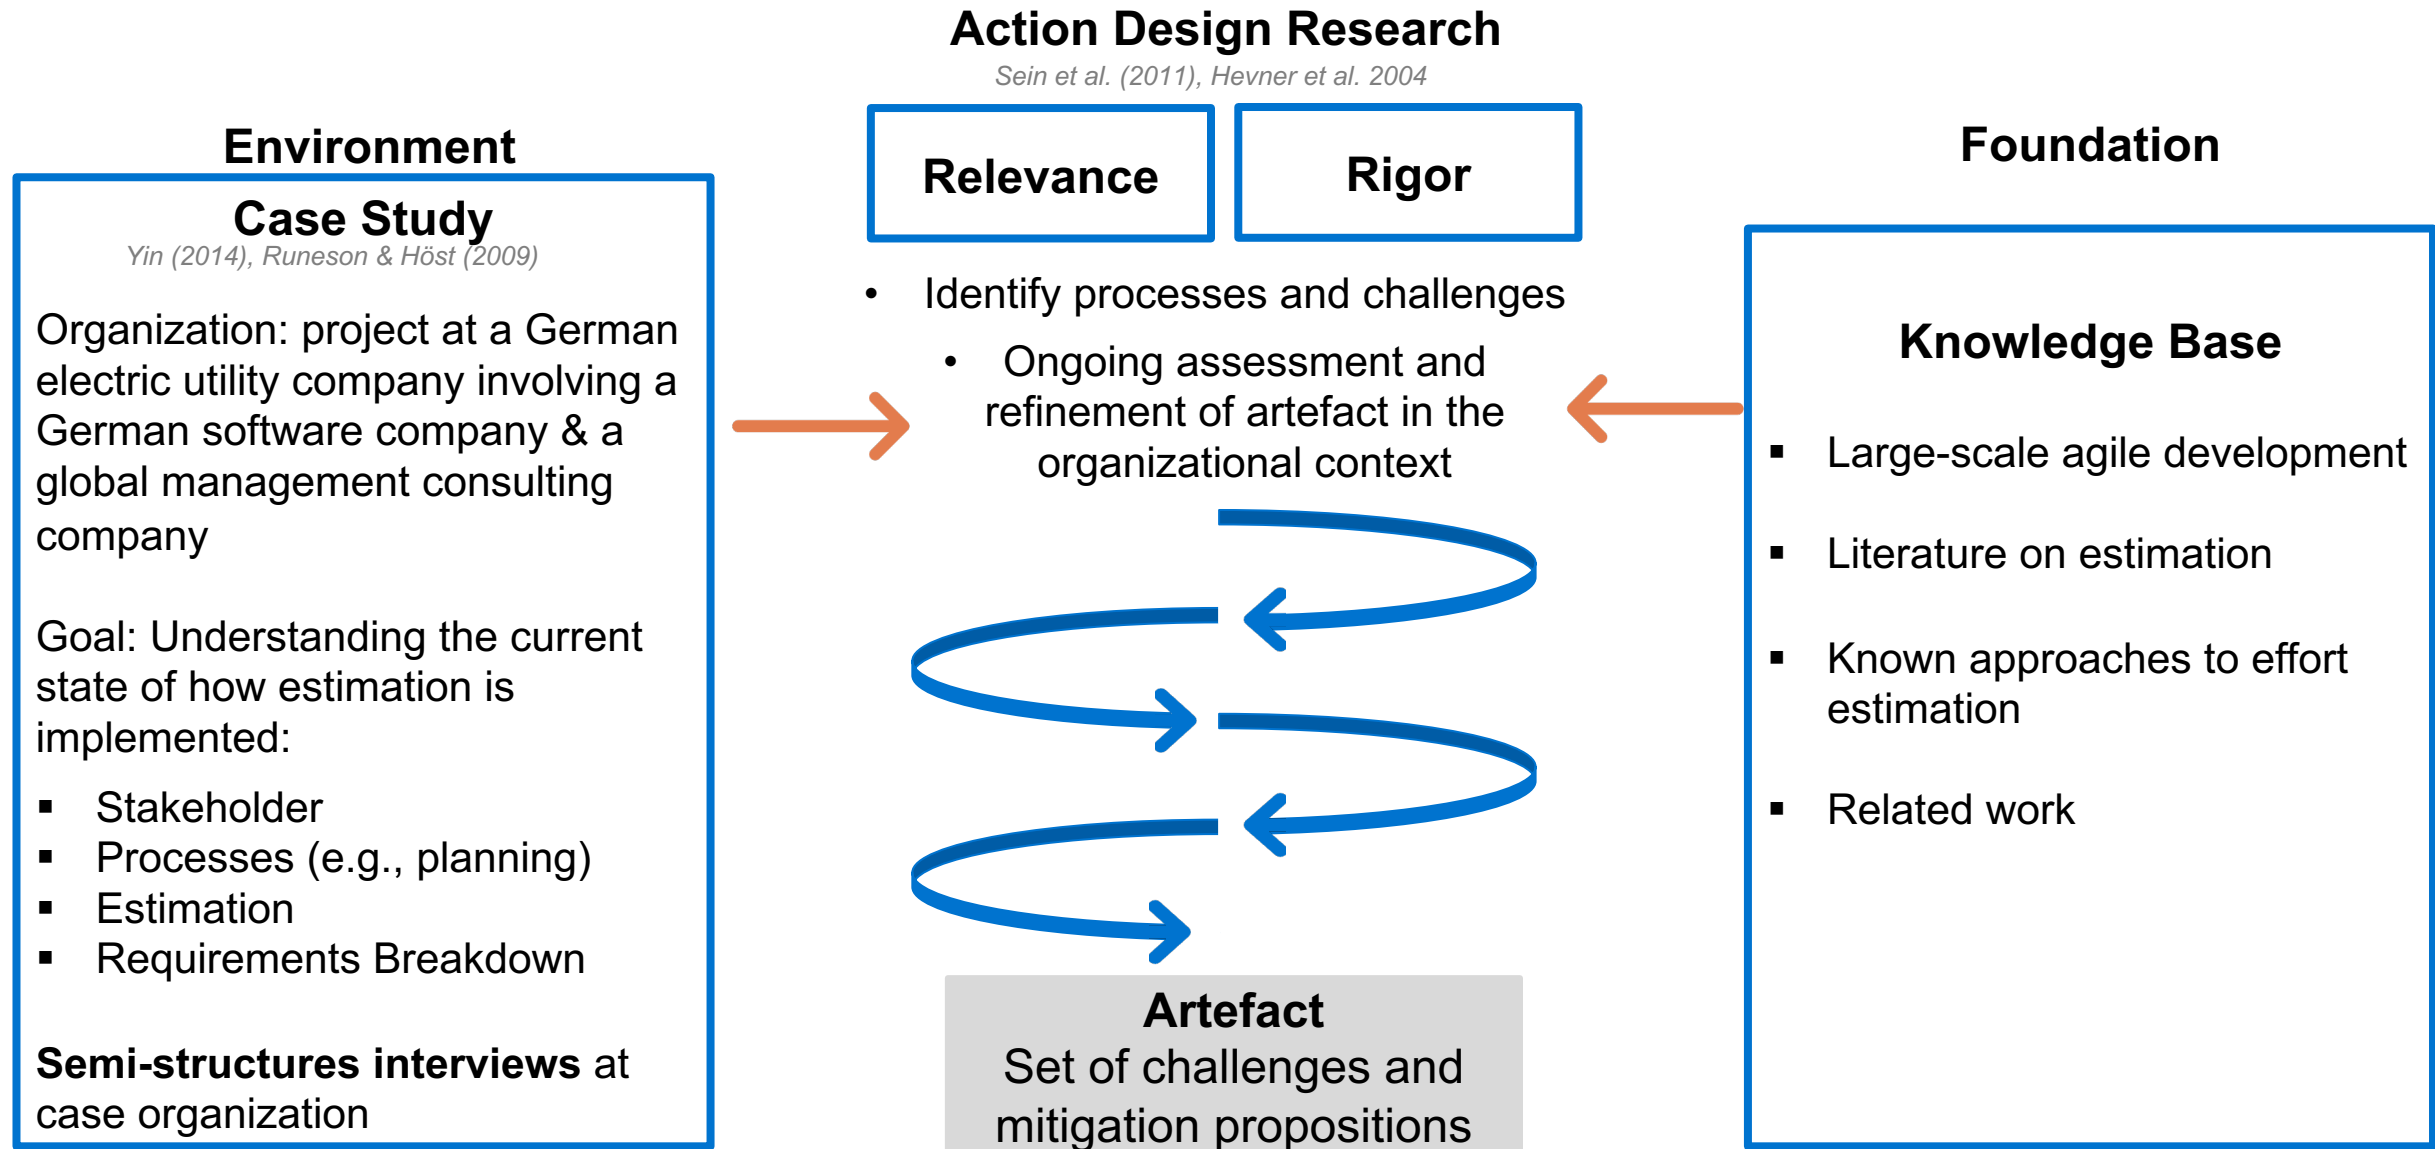 Action Design Research
Sein et al. (2011), Hevner et al. 2004
Environment
Case Study
Yin (2014), Runeson & Höst (2009)
Organization: project at a German
electric utility company involving a
German software company & a
global management consulting
company
Goal: Understanding the current
state of how estimation is
implemented:
▪ Stakeholder
▪ Processes (e.g., planning)
▪ Estimation
▪ Requirements Breakdown
Semi-structures interviews at
case organization
Relevance
Rigor
• Identify processes and challenges
• Ongoing assessment and
refinement of artefact in the
organizational context
Artefact
Set of challenges and
mitigation propositions
Foundation
Knowledge Base
▪ Large-scale agile development
▪ Literature on estimation
▪ Known approaches to effort
estimation
▪ Related work